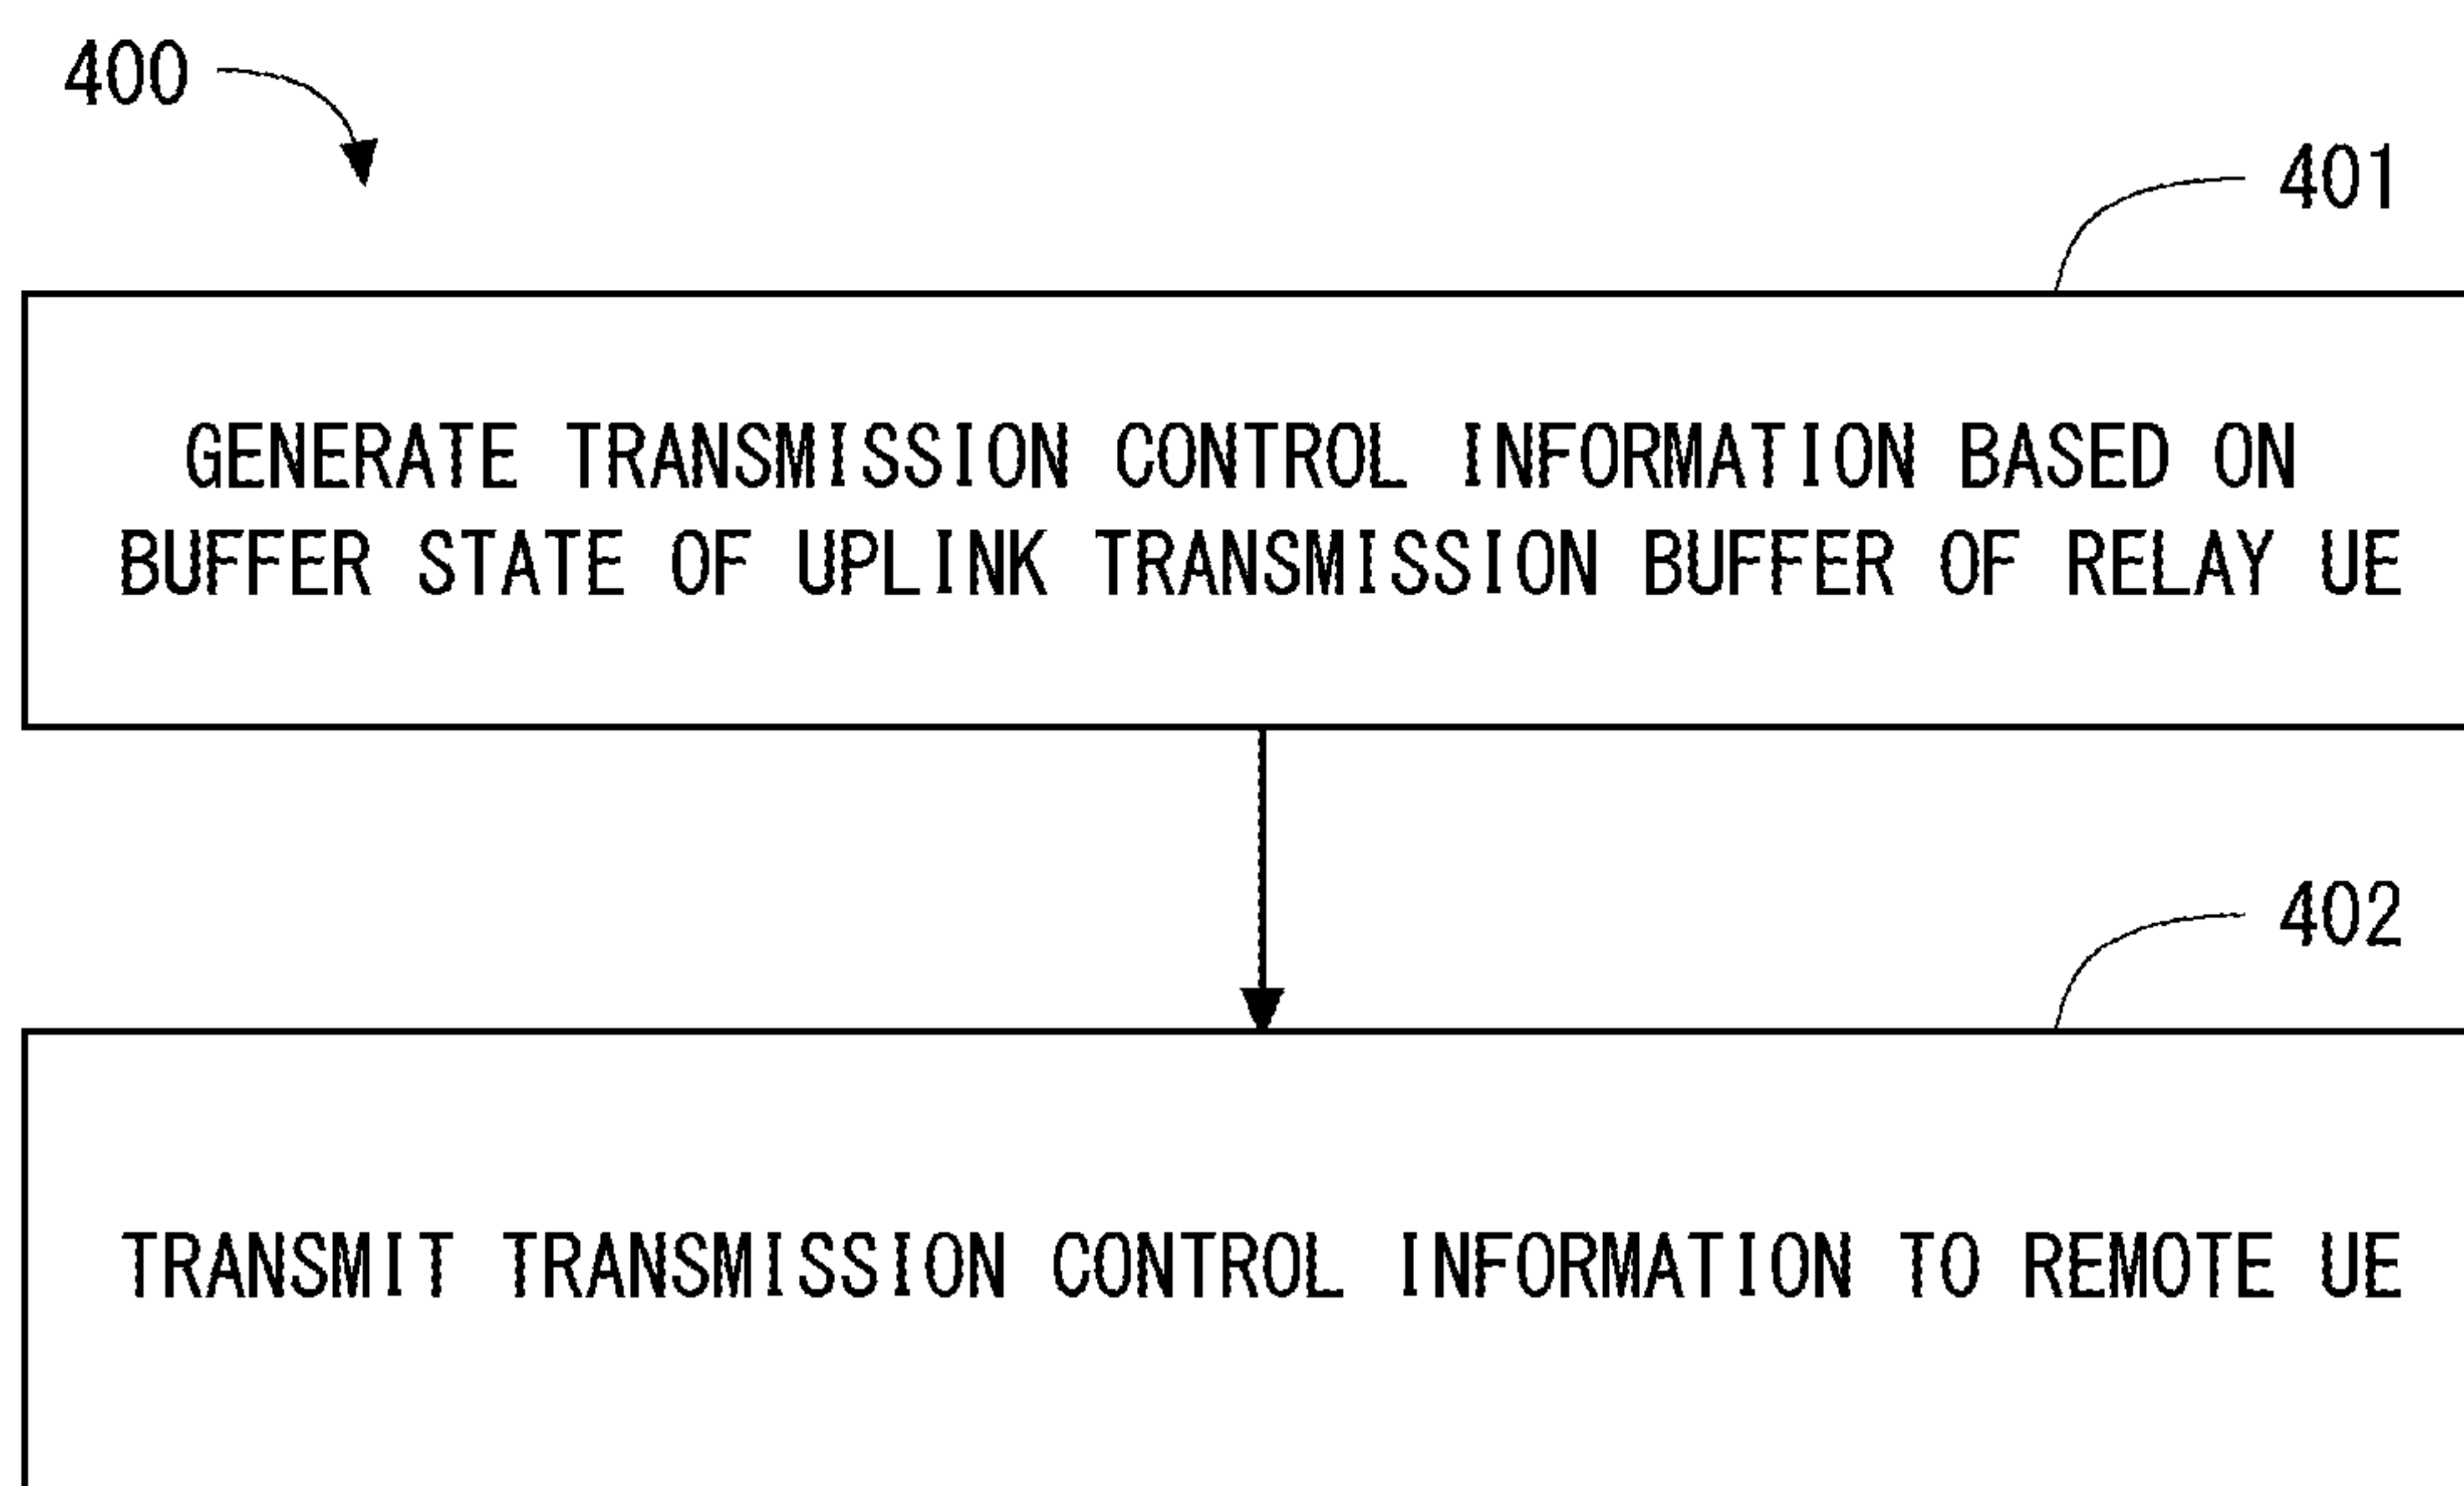 400
401
GENERATE TRANSMISSION CONTROL INFORMATION BASED ON
BUFFER STATE OF UPLINK TRANSMISSION BUFFER OF RELAY UE
402
TRANSMIT TRANSMISSION CONTROL INFORMATION TO REMOTE UE